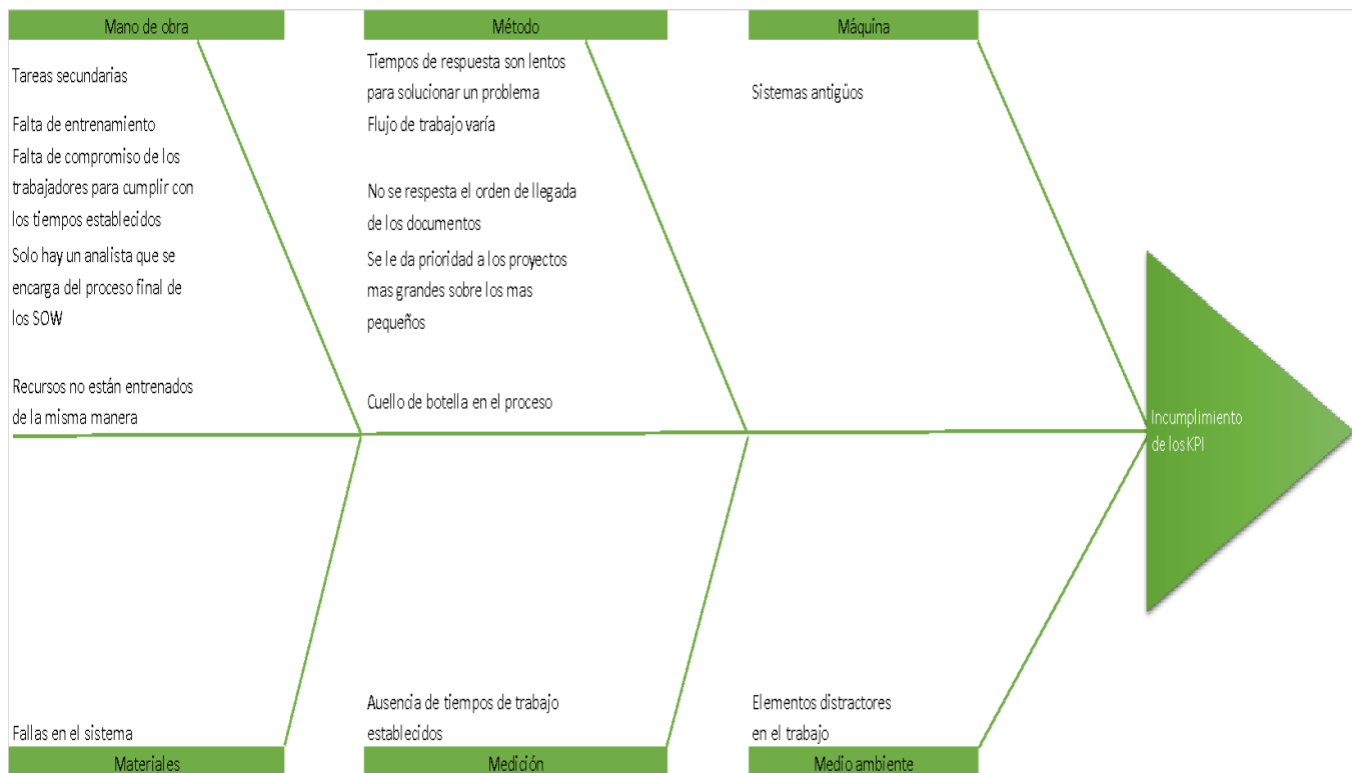 Mano de obra
Método
Máquina
Tareas secundarias
Falta de entrenamiento
Falta de compromiso de los
trabajadores para cumplir con
los tiempos establecidos
Solo hay un analista que se
encarga del proceso final de
los SOW
Recursos no están entrenados
de la misma manera
Tiempos de respuesta son lentos
para solucionar un problema
Flujo de trabajo varía
No se respesta el orden de llegada
de los documentos
Se le da prioridad a los proyectos
mas grandes sobre los mas
pequeños
Cuello de botella en el proceso
Sistemas antigüos
Incumplimiento
de los KPI
Fallas en el sistema
Ausencia de tiempos de trabajo
establecidos
Elementos distractores
en el trabajo
Materiales
Medición
Medio ambiente